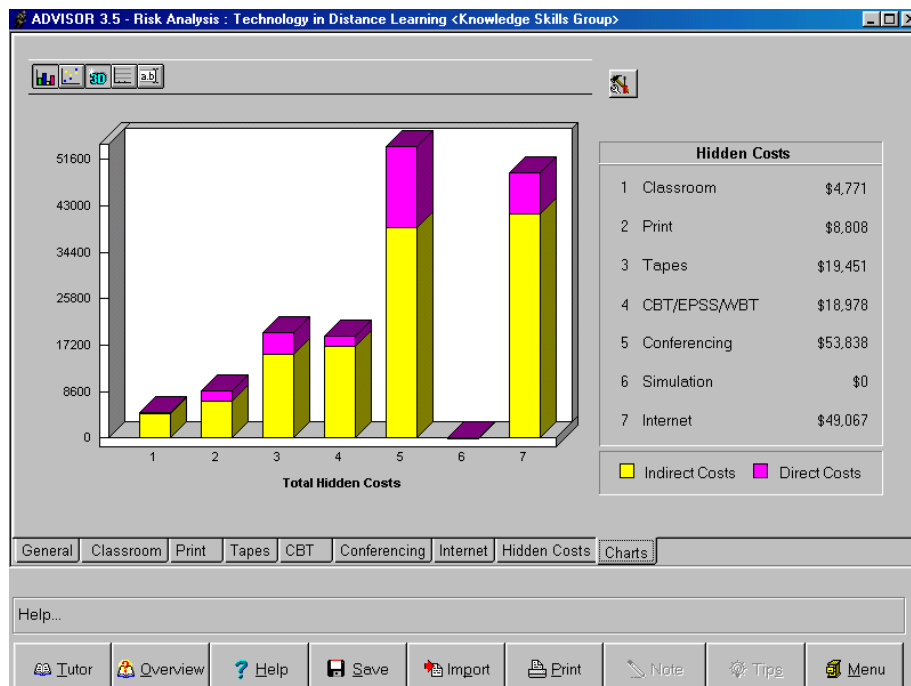 ADVISOR 3.5 - Risk Analysis : Technology in Distance Learning <Knowledge Skills Group>
3D
a.b
51600
43000
34400
25800
17200
8600
0
1 2 3 4 5 6 7
Total Hidden Costs
Hidden Costs
1 Classroom $4,771
2 Print $8,808
3 Tapes $19,451
4 CBT/EPSS/WBT $18,978
5 Conferencing $53,838
6 Simulation $0
7 Internet $49,067
Indirect Costs Direct Costs
General Classroom Print Tapes CBT Conferencing Internet Hidden Costs Charts
Help...
Tutor Overview Help Save Import Print Note Tips Menu